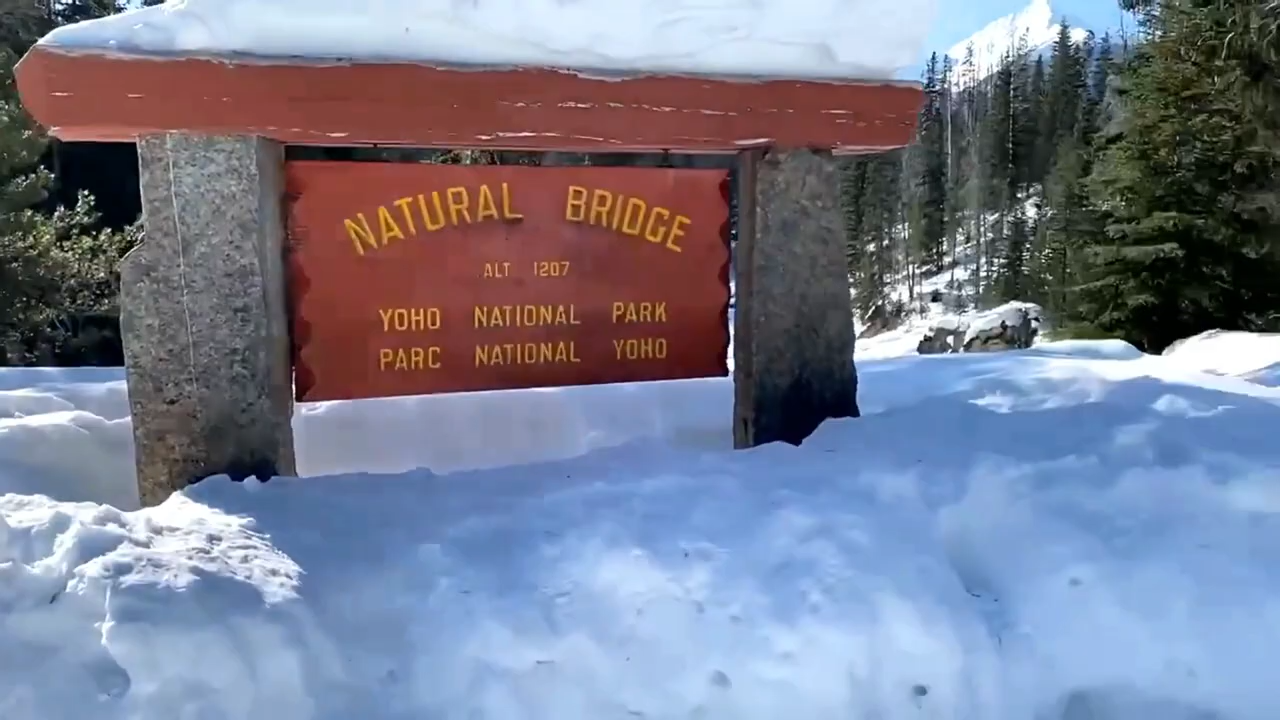 NATURAL BRIDGE
ALT 1207
YOHO NATIONAL PARK
PARC NATIONAL YOHO